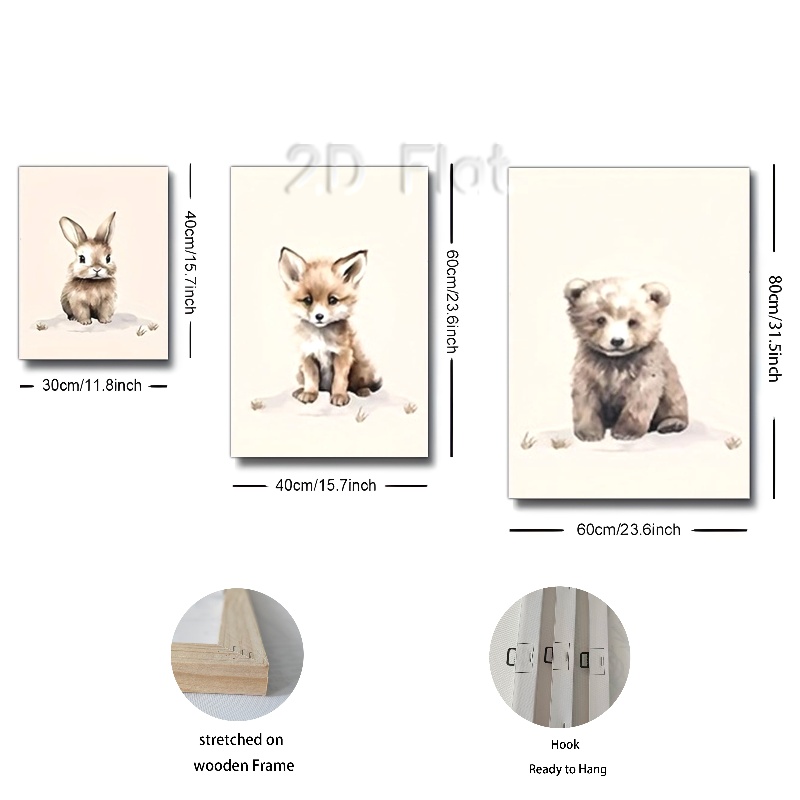 2D Flat
40cm/15.7inch
30cm/11.8inch
60cm/23.6inch
40cm/15.7inch
80cm/31.5inch
60cm/23.6inch
stretched on
wooden Frame
Hook
Ready to Hang